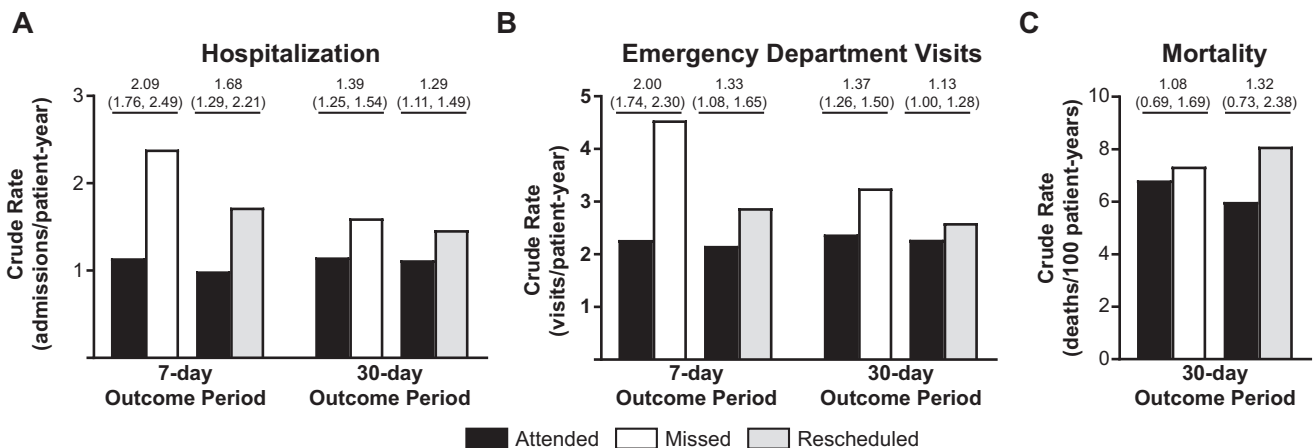 A
Hospitalization
2.09
(1.76, 2.49)
1.68
(1.29, 2.21)
1.39
(1.25, 1.54)
1.29
(1.11, 1.49)
Crude Rate
(admissions/patient-year)
3
2
1
7-day
Outcome Period
30-day
Outcome Period
B
Emergency Department Visits
2.00
(1.74, 2.30)
1.33
(1.08, 1.65)
1.37
(1.26, 1.50)
1.13
(1.00, 1.28)
Crude Rate
(visits/patient-year)
5
4
3
2
1
0
7-day
Outcome Period
30-day
Outcome Period
C
Mortality
1.08
(0.69, 1.69)
1.32
(0.73, 2.38)
Crude Rate
(deaths/100 patient-years)
10
8
6
4
2
0
30-day
Outcome Period
Attended
Missed
Rescheduled